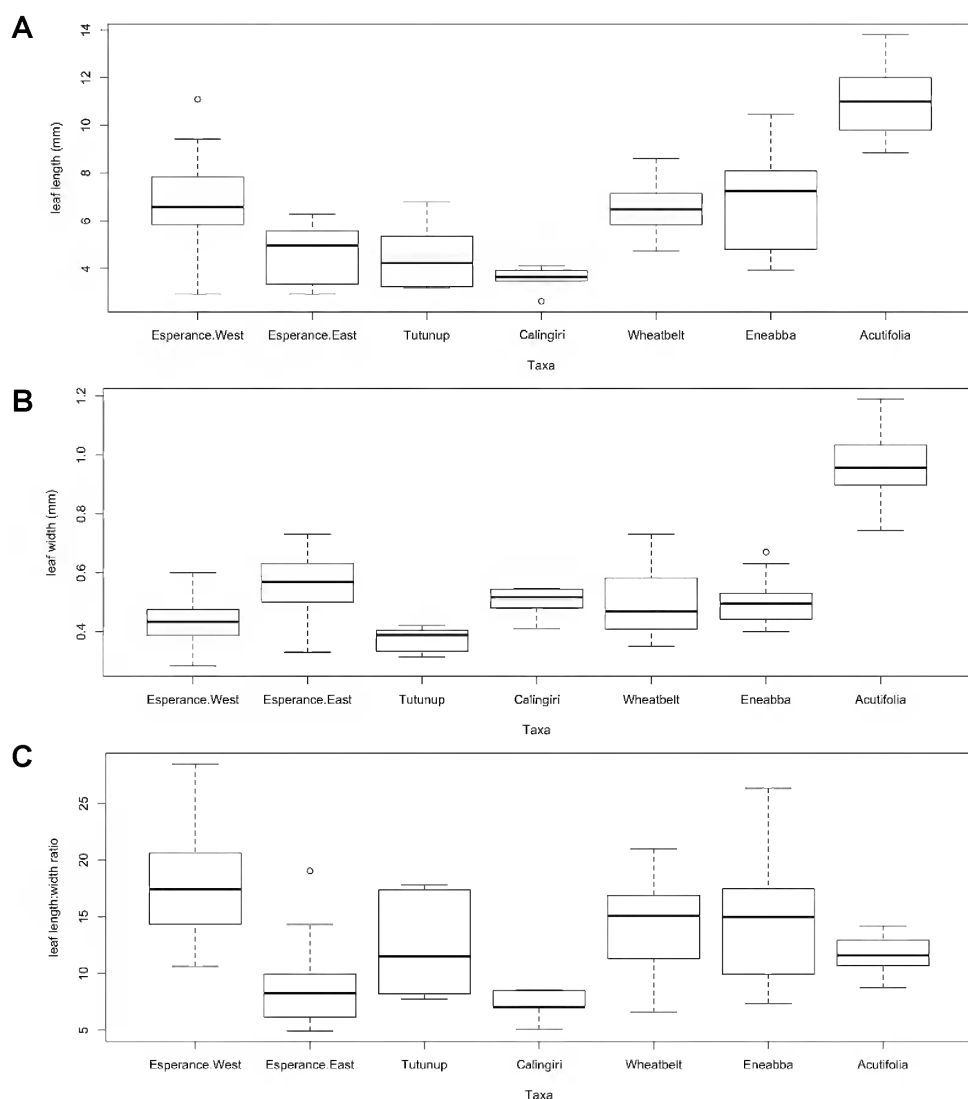 A
leaf length (mm)
14
12
10
8
6
4
Esperance.West Esperance.East Tutunup Calingiri Wheatbelt Eneabba Acutifolia
Taxa
B
leaf width (mm)
1.2
1.0
0.8
0.6
0.4
Esperance.West Esperance.East Tutunup Calingiri Wheatbelt Eneabba Acutifolia
Taxa
C
leaf length:width ratio
25
20
15
10
5
Esperance.West Esperance.East Tutunup Calingiri Wheatbelt Eneabba Acutifolia
Taxa